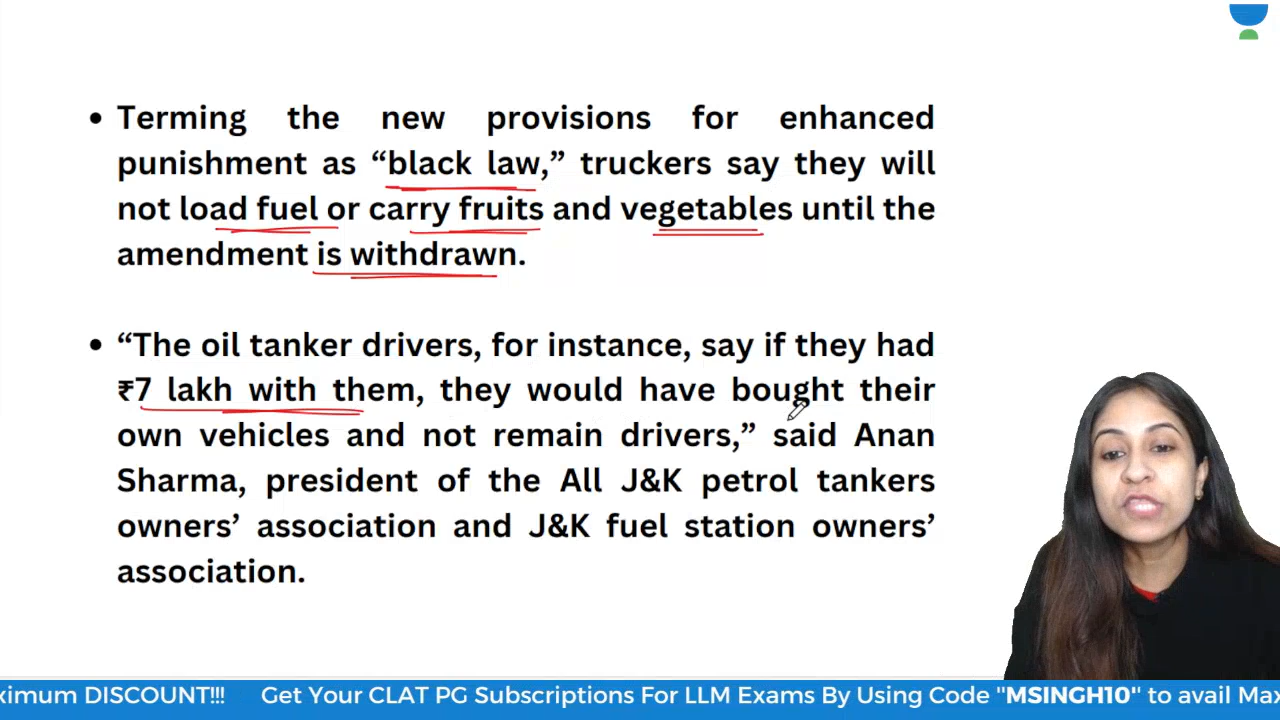 • Terming the new provisions for enhanced
punishment as “black law,” truckers say they will
not load fuel or carry fruits and vegetables until the
amendment is withdrawn.
• “The oil tanker drivers, for instance, say if they had
₹7 lakh with them, they would have bought their
own vehicles and not remain drivers,” said Anan
Sharma, president of the All J&K petrol tankers
owners’ association and J&K fuel station owners’
association.
ximum DISCOUNT!!! Get Your CLAT PG Subscriptions For LLM Exams By Using Code "MSINGH10" to avail Max